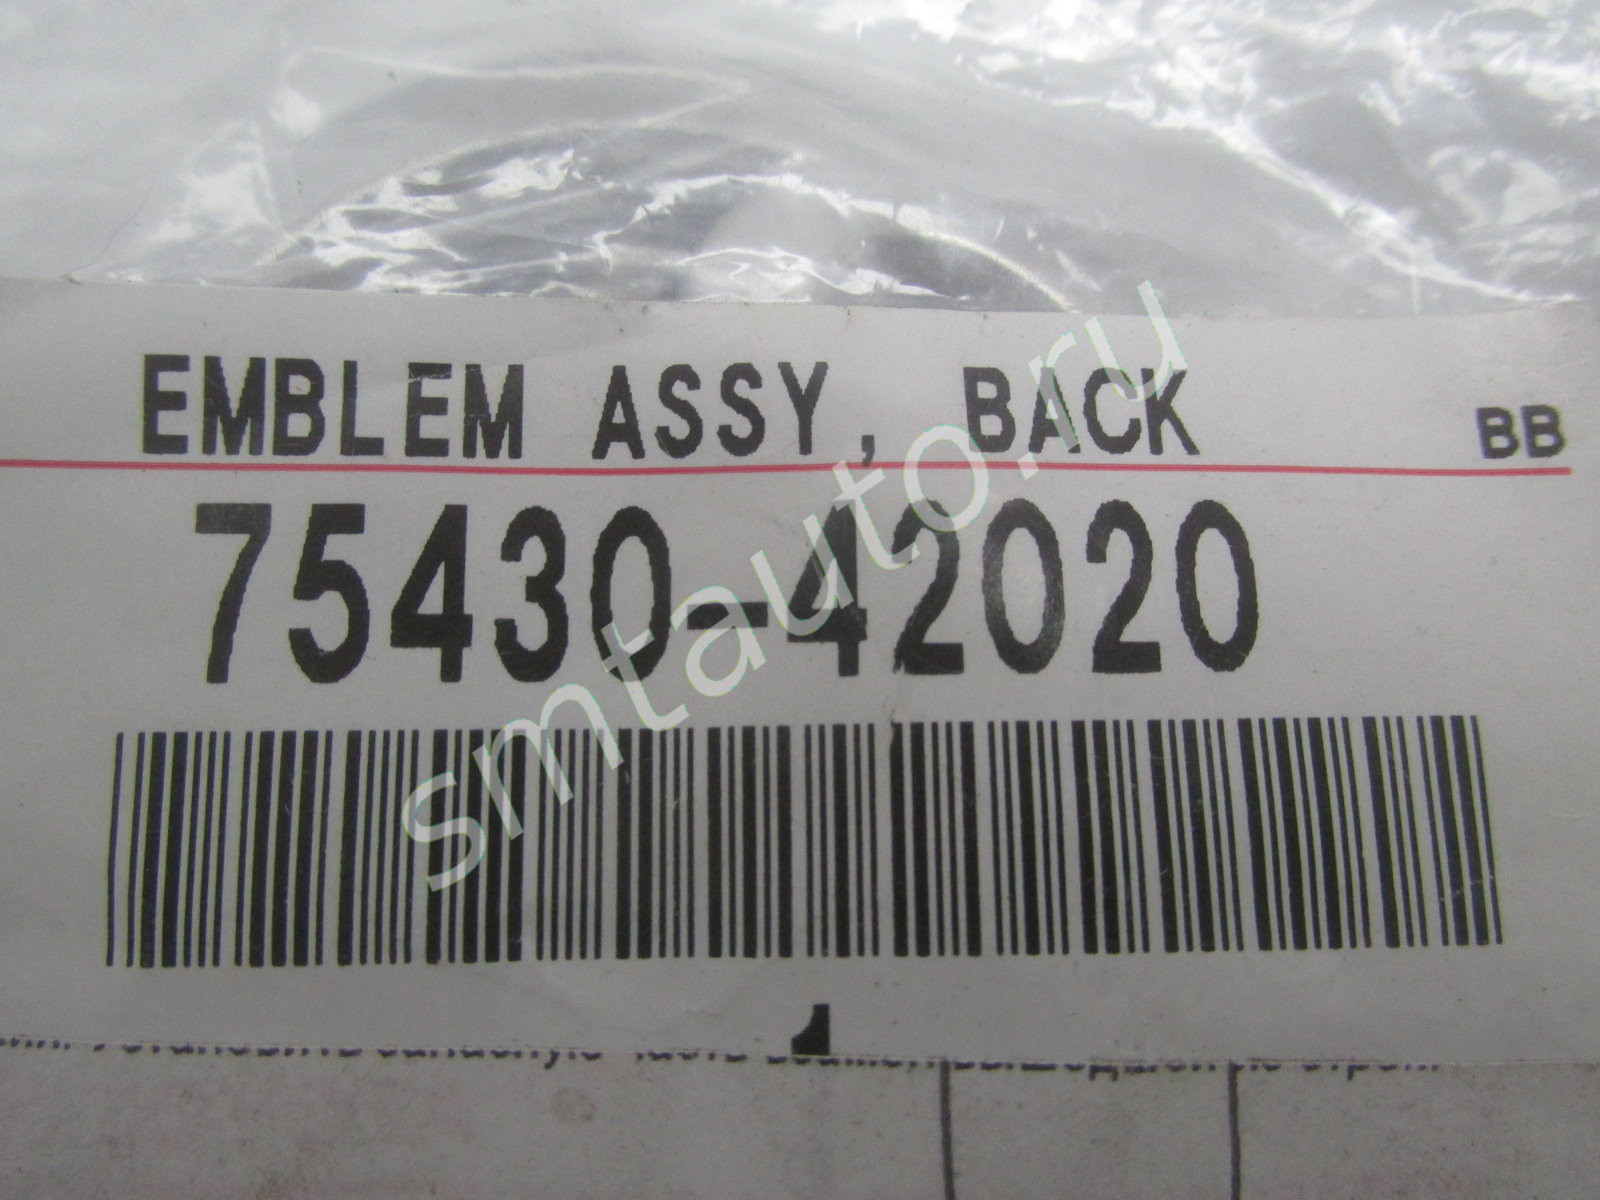 EMBLEM ASSY, BACK BB
75430-42020
smtauto.ru